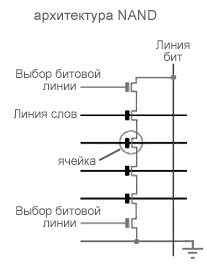 архитектура NAND
Линия
бит
Выбор битовой
линии
Линия слов
ячейка
Выбор битовой
линии